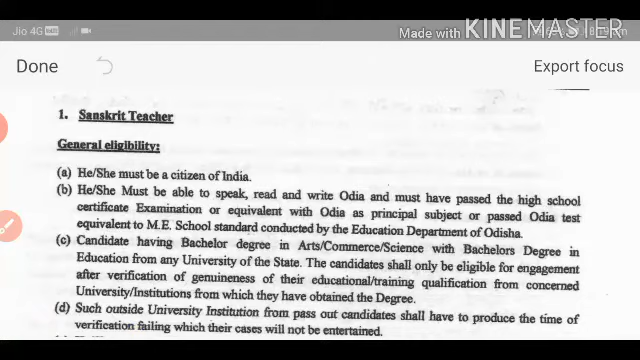 Jio 4G
Made with KINEMASTER
Done
Export focus
1. Sanskrit Teacher
General eligibility:
(a) He/She must be a citizen of India.
(b) He/She Must be able to speak, read and write Odia and must have passed the high school
certificate Examination or equivalent with Odia as principal subject or passed Odia test
equivalent to M.E. School standard conducted by the Education Department of Odisha.
(c) Candidate having Bachelor degree in Arts/Commerce/Science with Bachelors Degree in
Education from any University of the State. The candidates shall only be eligible for engagement
after verification of genuineness of their educational/training qualification from concerned
University/Institutions from which they have obtained the Degree.
(d) Such outside University Institution from pass out candidates shall have to produce the time of
verification failing which their cases will not be entertained.